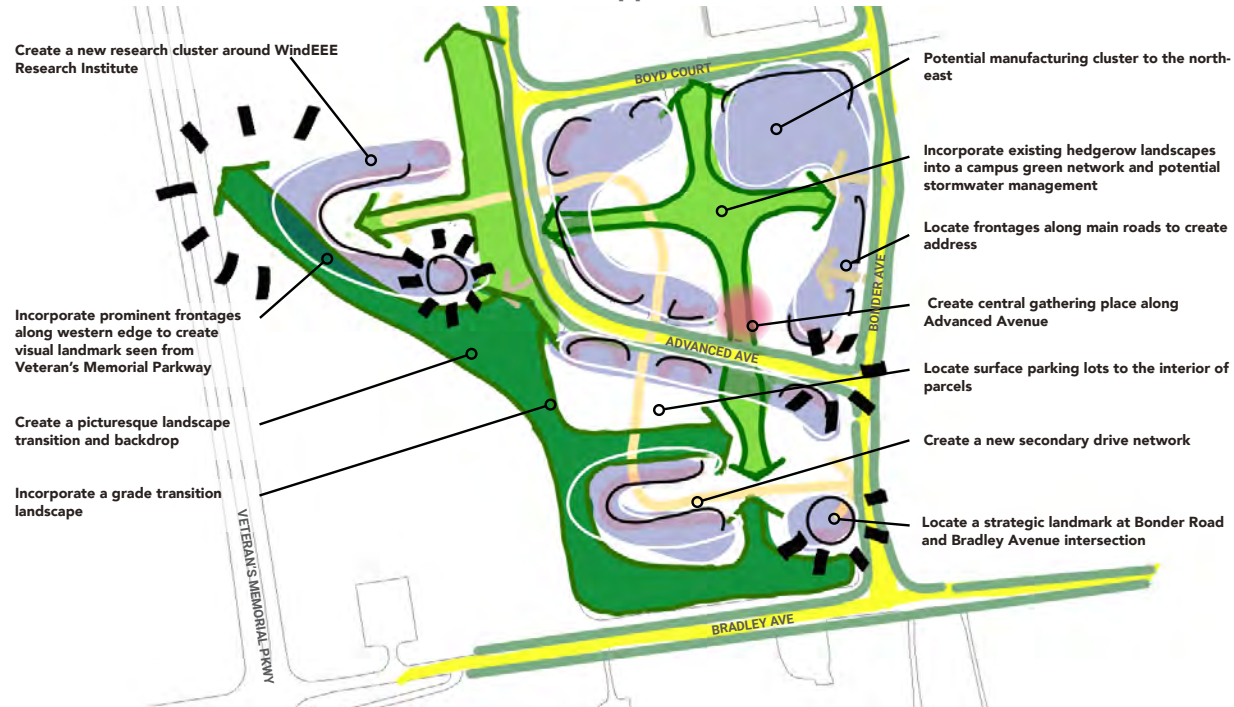 Create a new research cluster around WindEEE
Research Institute
Incorporate prominent frontages
along western edge to create
visual landmark seen from
Veteran's Memorial Parkway
Create a picturesque landscape
transition and backdrop
Incorporate a grade transition
landscape
VETERAN'S MEMORIAL PKWY
BOYD COURT
ADVANCED AVE
BONDER AVE
BRADLEY AVE
Potential manufacturing cluster to the north-
east
Incorporate existing hedgerow landscapes
into a campus green network and potential
stormwater management
Locate frontages along main roads to create
address
Create central gathering place along
Advanced Avenue
Locate surface parking lots to the interior of
parcels
Create a new secondary drive network
Locate a strategic landmark at Bonder Road
and Bradley Avenue intersection